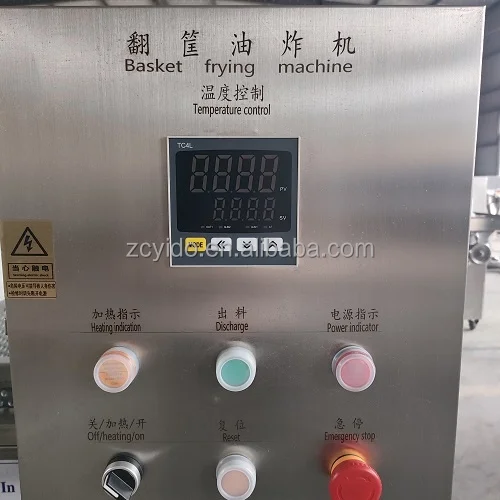 翻筐油炸机
Basket frying machine
温度控制
Temperature control
TC4L
PV
SV
MODE
zcyido.cn.alibaba.com
当心触电
加热指示
Heating indication
出料
Discharge
电源指示
Power indicator
关/加热/开
Off/heating/on
复位
Reset
急停
Emergency stop
In